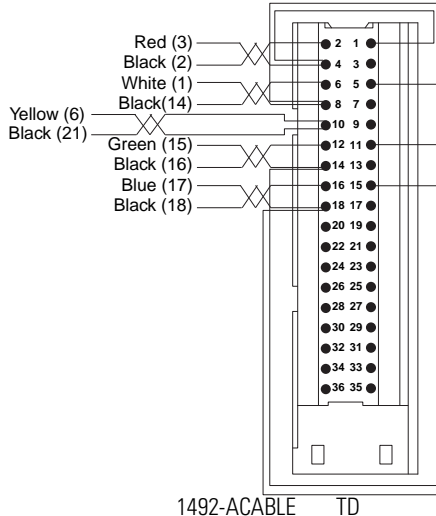 Red (3)
Black (2)
White (1)
Black(14)
Yellow (6)
Black (21)
Green (15)
Black (16)
Blue (17)
Black (18)
2 1
4 3
6 5
8 7
10 9
12 11
14 13
16 15
18 17
20 19
22 21
24 23
26 25
28 27
30 29
32 31
34 33
36 35
1492-ACABLE TD